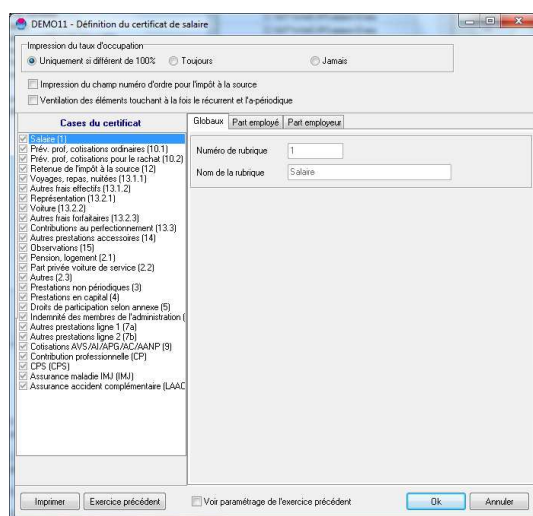 DEMO11 - Définition du certificat de salaire
Impression du taux d'occupation
Uniquement si différent de 100%
Toujours
Jamais
Impression du champ numéro d'ordre pour l'impôt à la source
Ventilation des éléments touchant à la fois le récurrent et l'a-périodique
Cases du certificat
Salaire (1)
Prév. prof, cotisations ordinaires (10.1)
Prév. prof, cotisations pour le rachat (10.2)
Retenue de l'impôt à la source (12)
Voyages, repas, nuitées (13.1.1)
Autres frais effectifs (13.1.2)
Représentation (13.2.1)
Voiture (13.2.2)
Autres frais forfaitaires (13.2.3)
Contributions au perfectionnement (13.3)
Autres prestations accessoires (14)
Observations (15)
Pension, logement (2.1)
Part privée voiture de service (2.2)
Autres (2.3)
Prestations non périodiques (3)
Prestations en capital (4)
Droits de participation selon annexe (5)
Indemnité des membres de l'administration (
Autres prestations ligne 1 (7a)
Autres prestations ligne 2 (7b)
Cotisations AVS/AI/APG/AC/AANP (9)
Contribution professionnelle (CP)
CPS (CPS)
Assurance maladie IMJ (IMJ)
Assurance accident complémentaire (LAAC
Globaux
Part employé
Part employeur
Numéro de rubrique
1
Nom de la rubrique
Salaire
Imprimer
Exercice précédent
Voir paramétrage de l'exercice précédent
Ok
Annuler